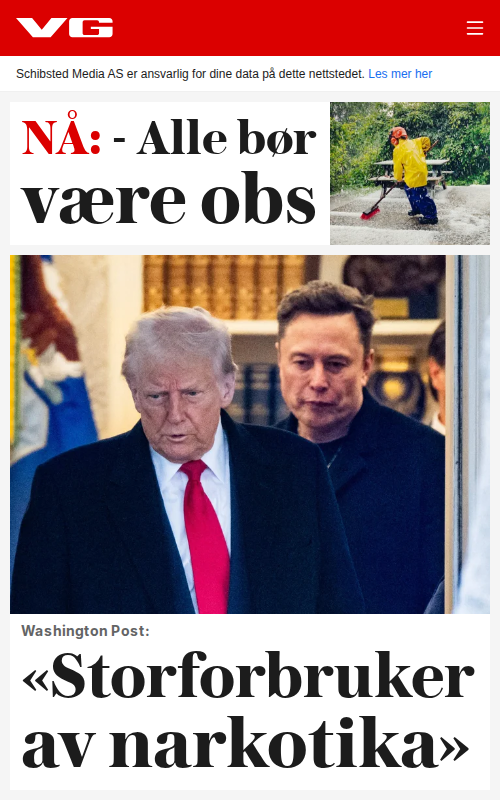 VG
Schibsted Media AS er ansvarlig for dine data på dette nettstedet. Les mer her
NÅ: - Alle bør
være obs
Washington Post:
«Storforbruker
av narkotika»